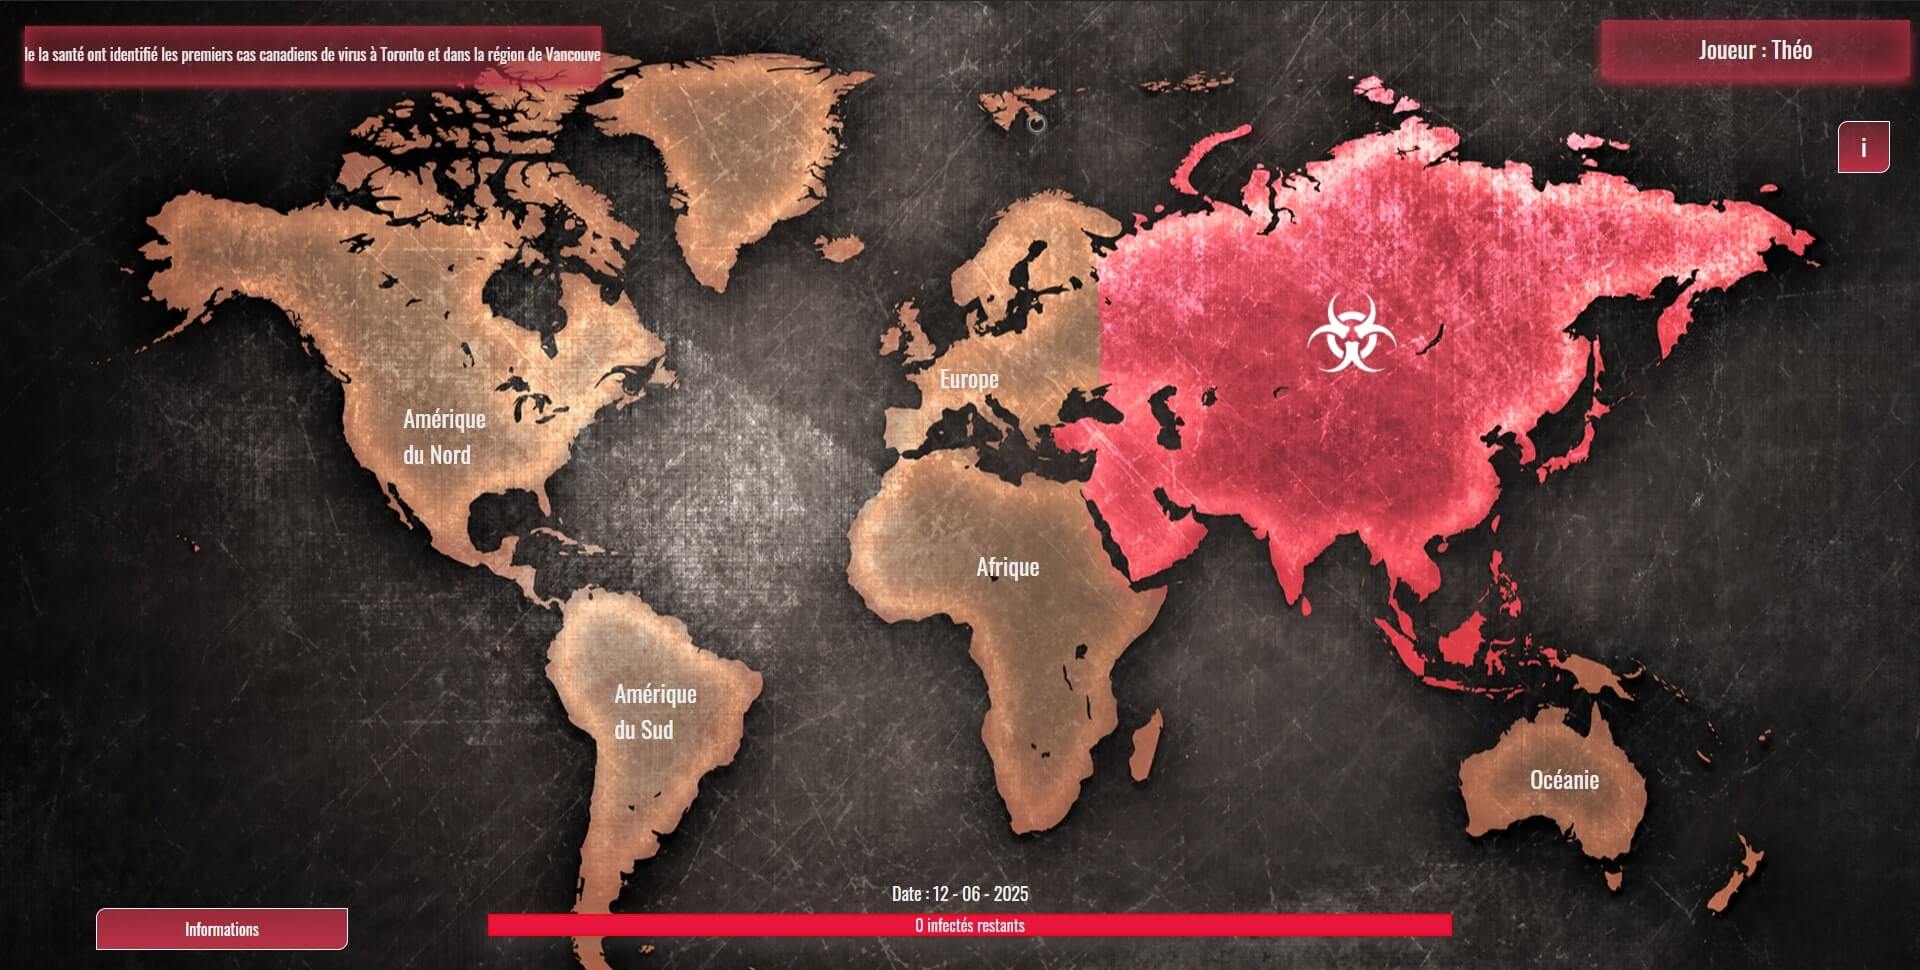 le la santé ont identifié les premiers cas canadiens de virus à Toronto et dans la région de Vancouve
Joueur : Théo
i
Europe
Amérique
du Nord
Afrique
Amérique
du Sud
Océanie
Date : 12 - 06 - 2025
0 infectés restants
Informations